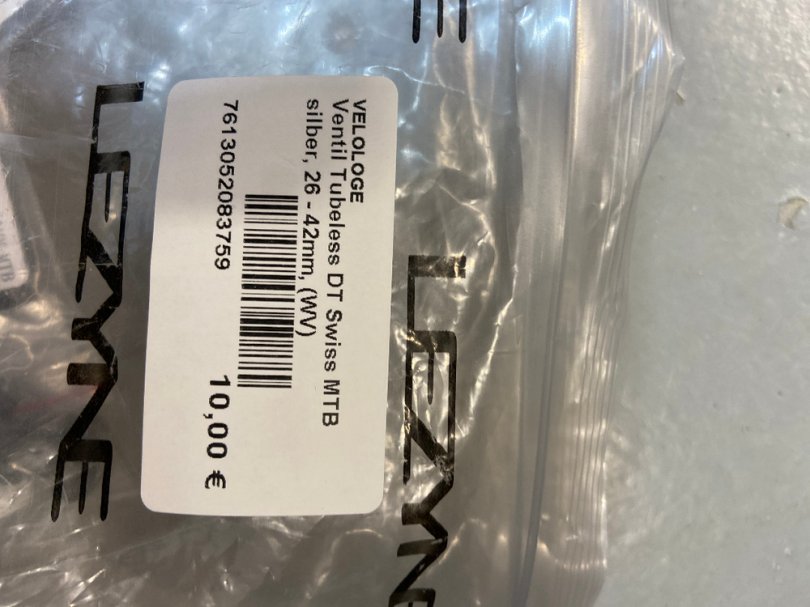 LEZYNE
VELOLOGE
Ventil Tubeless DT Swiss MTB
silber, 26 - 42mm, (WV)
7613052083759
10,00 €
LEZYNE